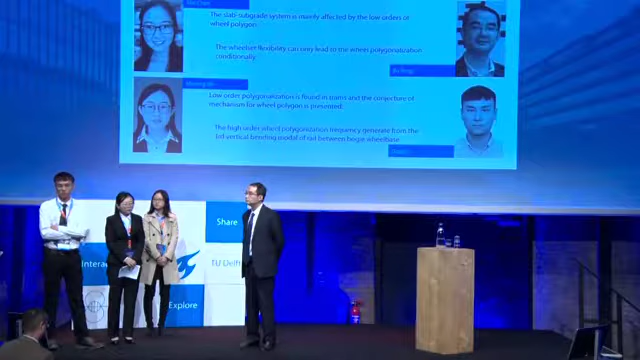 The slab-subgrade system is mainly affected by the low orders of
wheel polygon.
The wheelset flexibility can only lead to the wheel polygonalization
conditionally.
Low order polygonalization is found in trams and the conjecture of
mechanism for wheel polygon is presented.
The high order wheel polygonization frequency generate from the
3rd vertical bending modal of rail between bogie wheelbase
Share
Interac
TU Delft
Explore